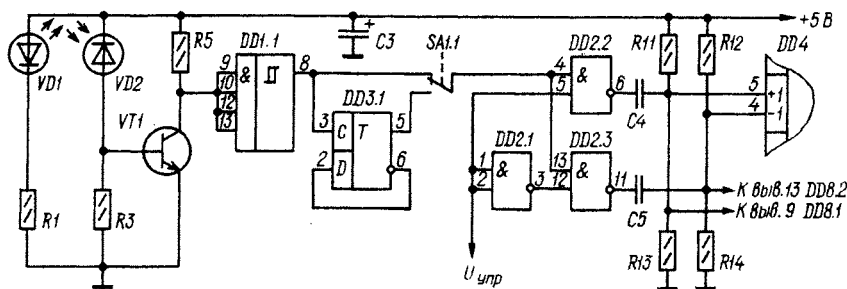 +5 В
VD1
VD2
R5
DD1.1
9
10
12
13
&
8
C3
+
SA1.1
DD2.2
R11
R12
DD4
VT1
DD3.1
3
C
T
5
2
D
6
4
5
&
6
C4
5
+1
4
−1
R1
R3
DD2.1
1
2
&
3
DD2.3
13
12
&
11
C5
К выв.13 DD8.2
К выв.9 DD8.1
Uупр
R13
R14